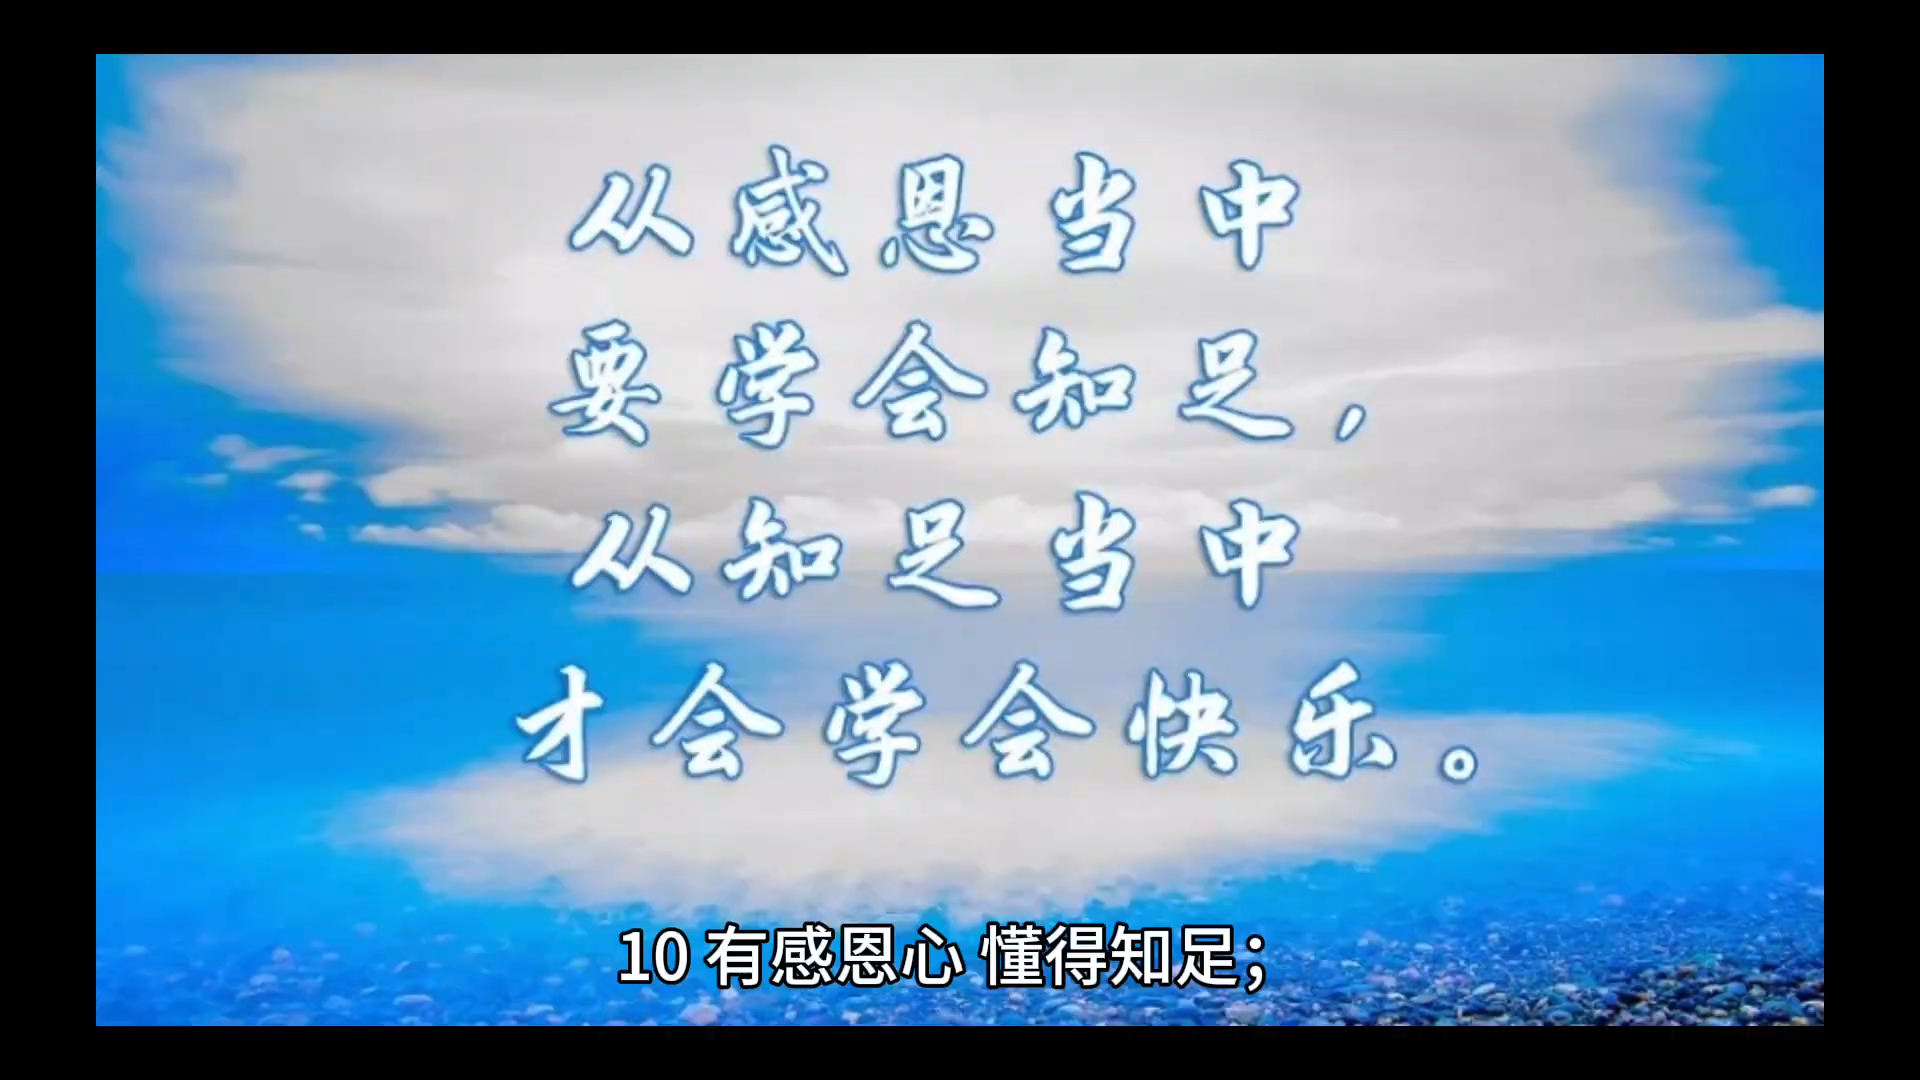 从感恩当中
要学会知足，
从知足当中
才会学会快乐。
10 有感恩心 懂得知足；